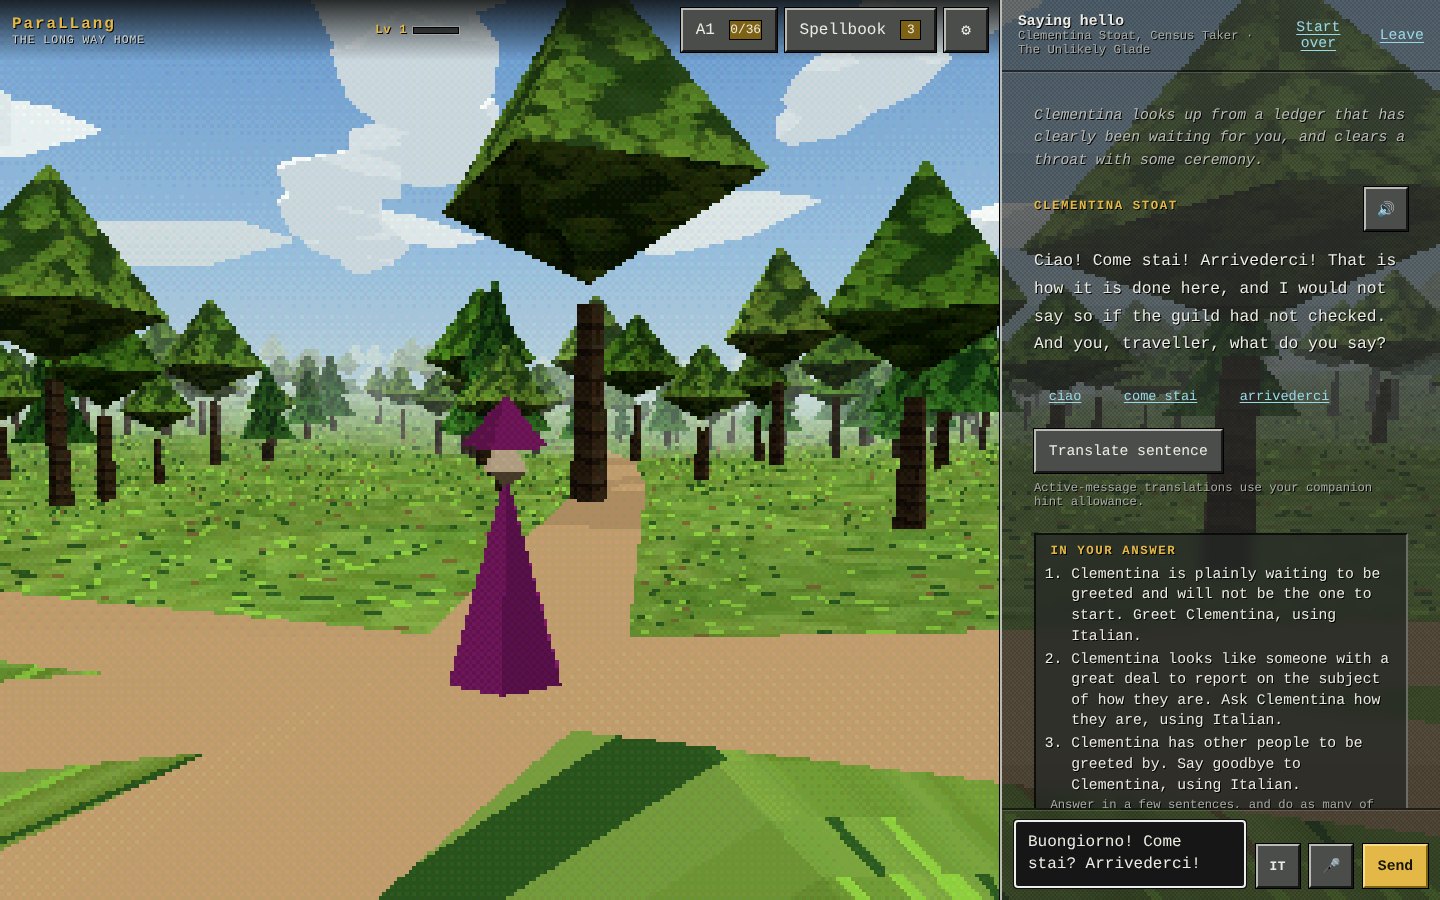 ParaLLang
THE LONG WAY HOME
Lv 1
A1 0/36
Spellbook 3
Saying hello
Clementina Stoat, Census Taker ·
The Unlikely Glade
Start
over
Leave
Clementina looks up from a ledger that has
clearly been waiting for you, and clears a
throat with some ceremony.
CLEMENTINA STOAT
Ciao! Come stai! Arrivederci! That is
how it is done here, and I would not
say so if the guild had not checked.
And you, traveller, what do you say?
ciao
come stai
arrivederci
Translate sentence
Active-message translations use your companion
hint allowance.
IN YOUR ANSWER
1. Clementina is plainly waiting to be
greeted and will not be the one to
start. Greet Clementina, using
Italian.
2. Clementina looks like someone with a
great deal to report on the subject
of how they are. Ask Clementina how
they are, using Italian.
3. Clementina has other people to be
greeted by. Say goodbye to
Clementina, using Italian.
Answer in a few sentences, and do as many of
Buongiorno! Come
stai? Arrivederci!
IT
Send